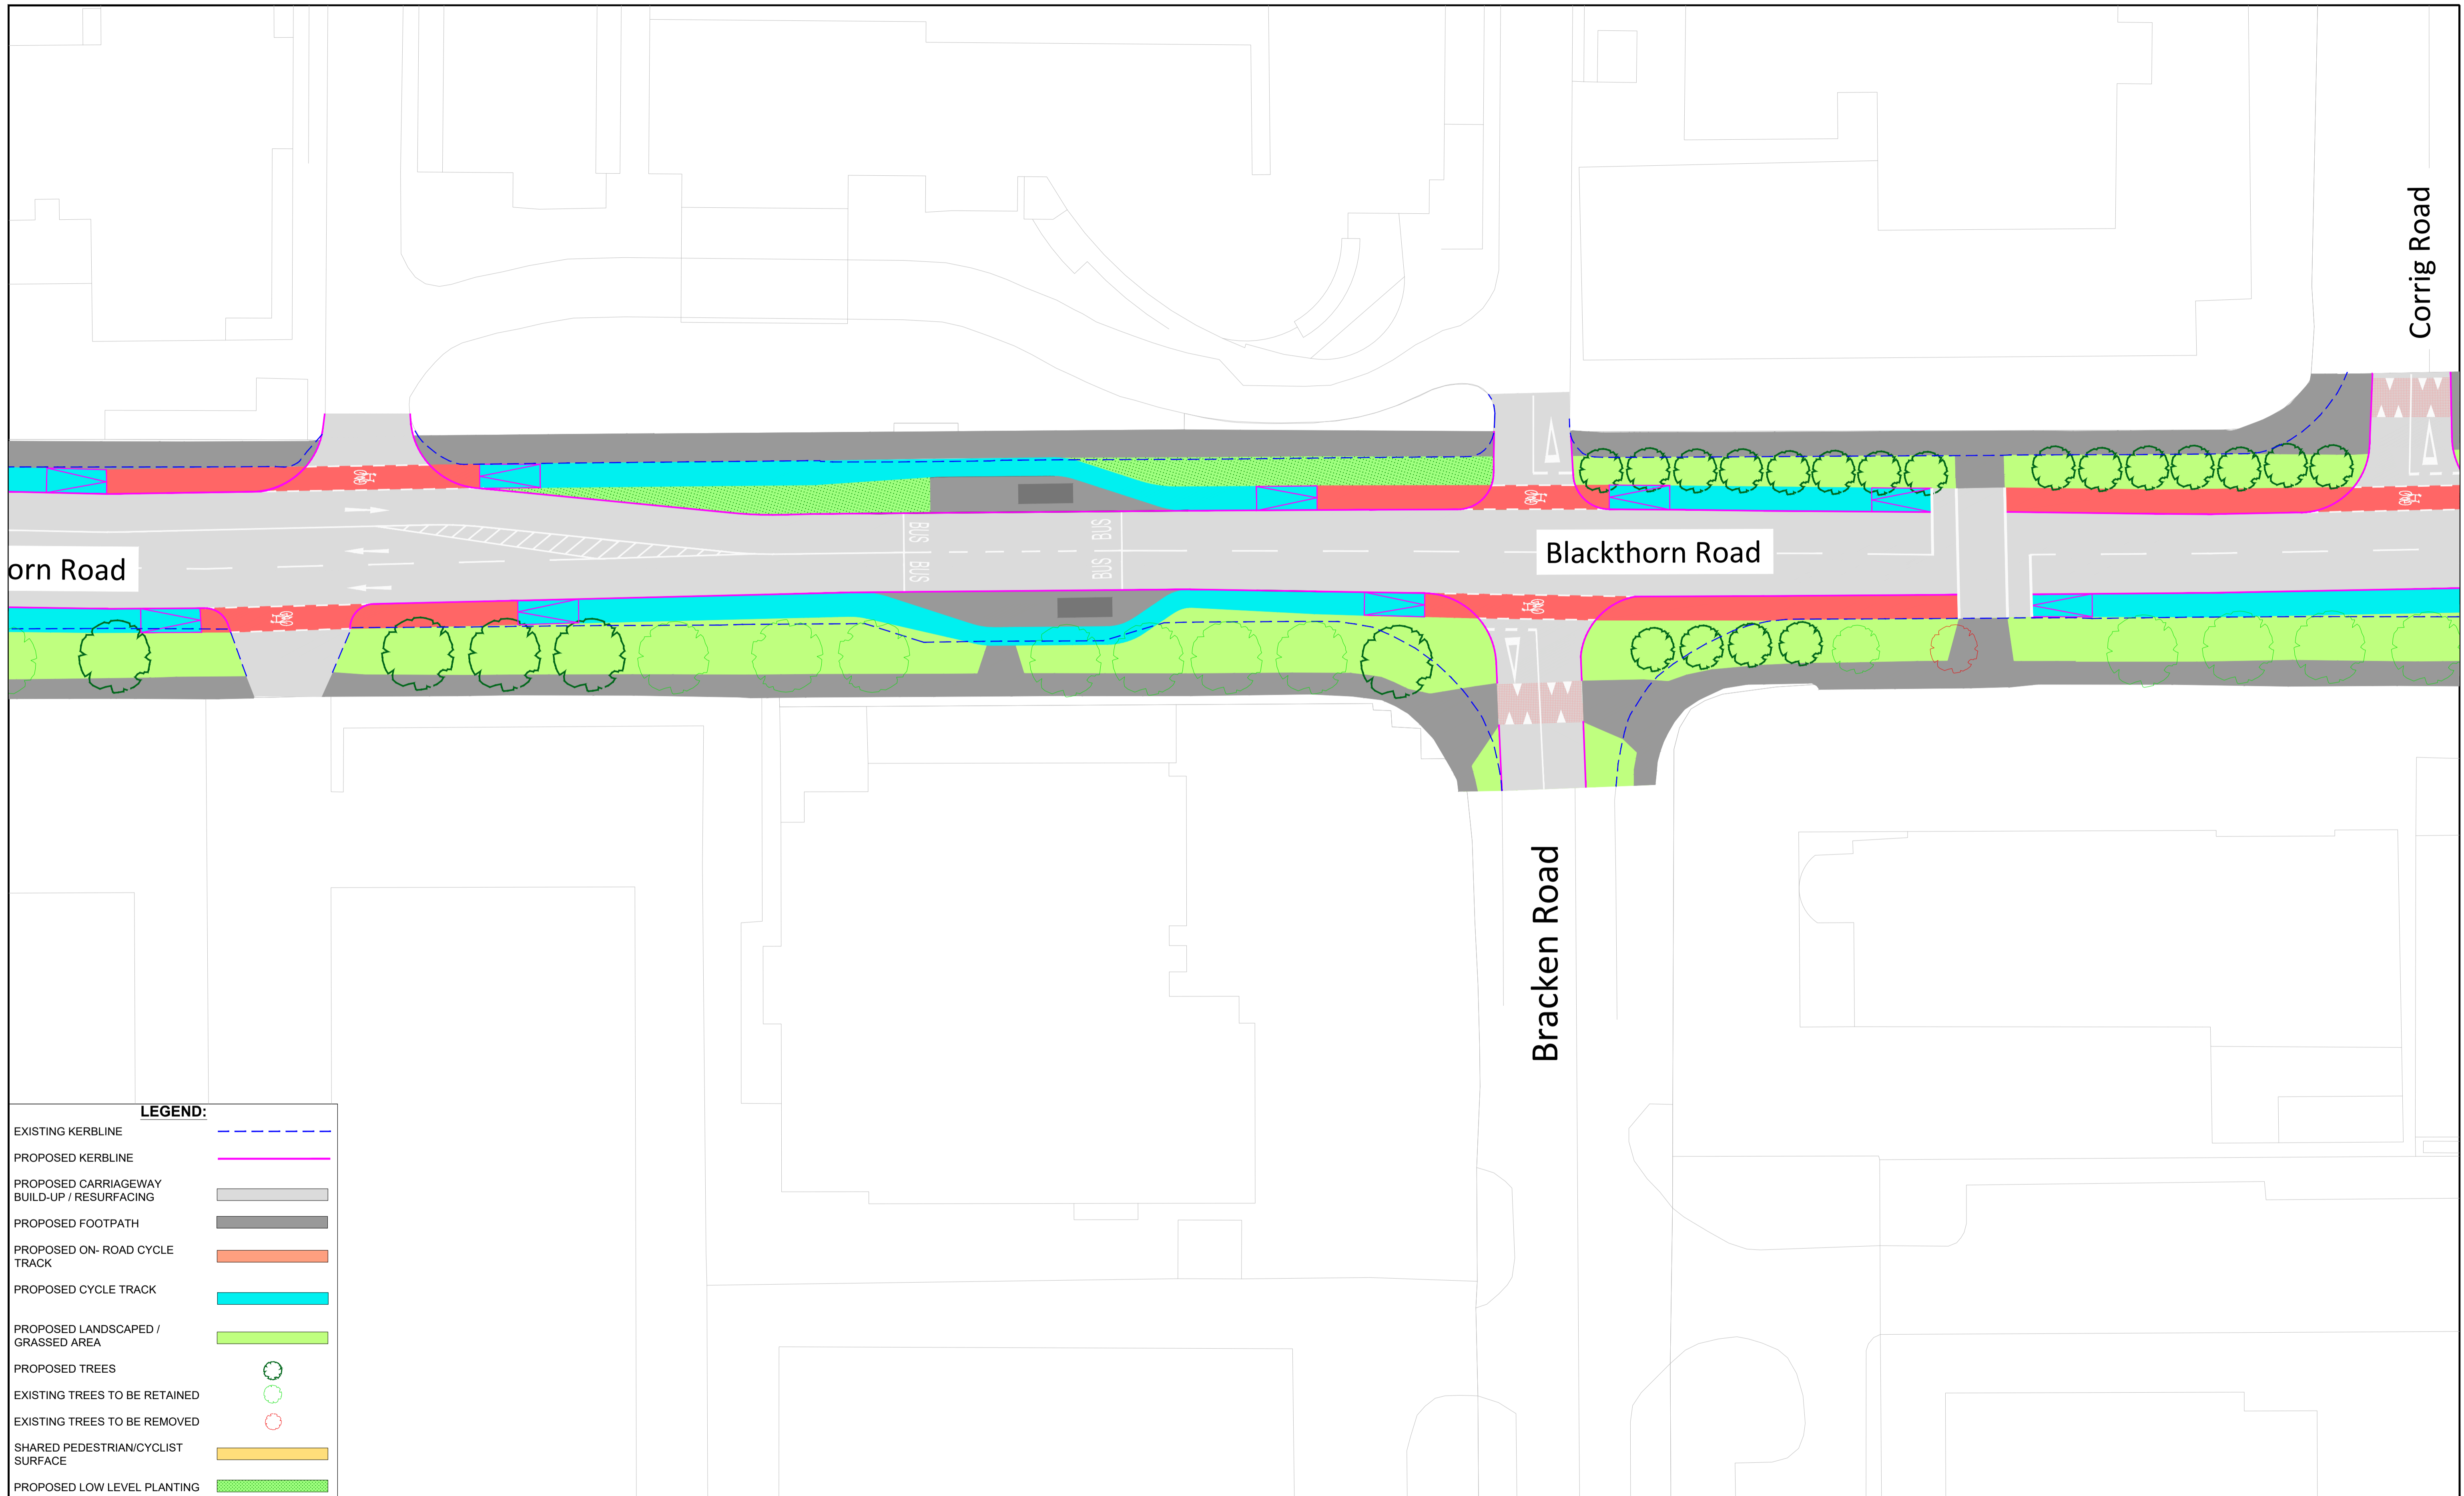 Corrig Road
BUS
BUS
BUS
BUS
orn Road
Blackthorn Road
Bracken Road
LEGEND:
EXISTING KERBLINE
PROPOSED KERBLINE
PROPOSED CARRIAGEWAY
BUILD-UP / RESURFACING
PROPOSED FOOTPATH
PROPOSED ON- ROAD CYCLE
TRACK
PROPOSED CYCLE TRACK
PROPOSED LANDSCAPED /
GRASSED AREA
PROPOSED TREES
EXISTING TREES TO BE RETAINED
EXISTING TREES TO BE REMOVED
SHARED PEDESTRIAN/CYCLIST
SURFACE
PROPOSED LOW LEVEL PLANTING